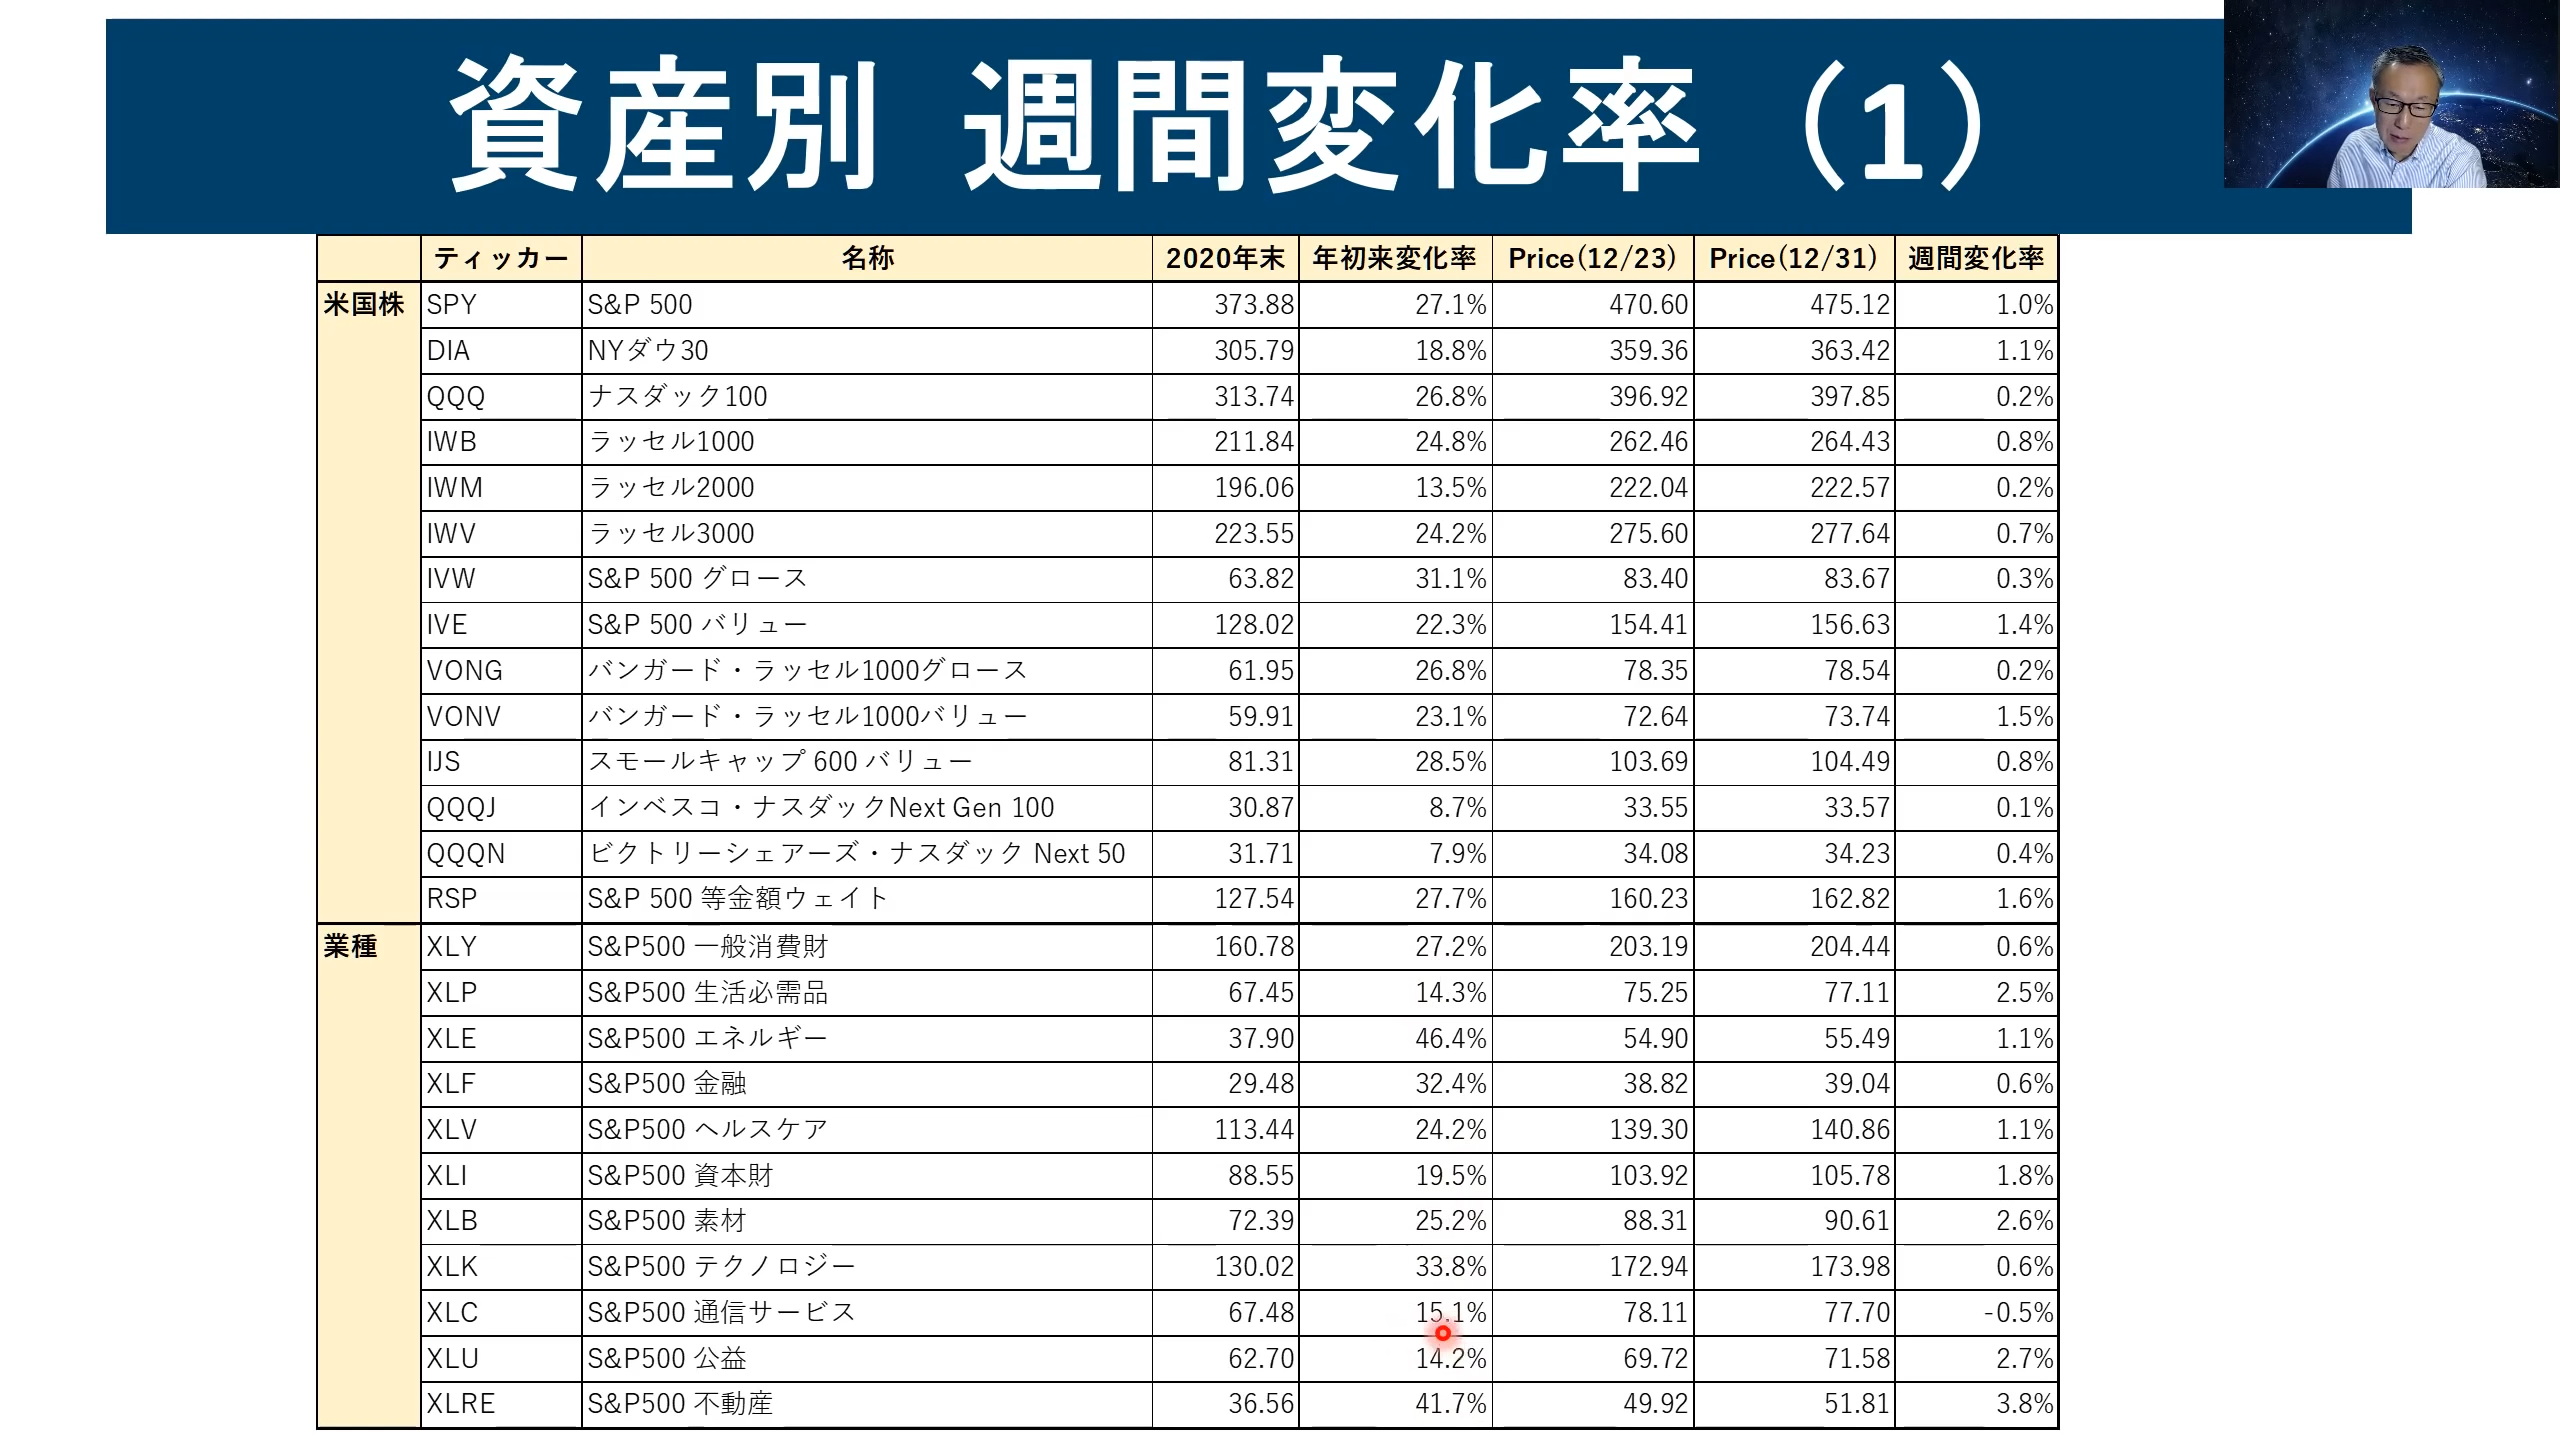 資産別 週間変化率（1）
ティッカー 名称 2020年末 年初来変化率 Price(12/23) Price(12/31) 週間変化率
米国株 SPY S&P 500 373.88 27.1% 470.60 475.12 1.0%
DIA NYダウ30 305.79 18.8% 359.36 363.42 1.1%
QQQ ナスダック100 313.74 26.8% 396.92 397.85 0.2%
IWB ラッセル1000 211.84 24.8% 262.46 264.43 0.8%
IWM ラッセル2000 196.06 13.5% 222.04 222.57 0.2%
IWV ラッセル3000 223.55 24.2% 275.60 277.64 0.7%
IVW S&P 500 グロース 63.82 31.1% 83.40 83.67 0.3%
IVE S&P 500 バリュー 128.02 22.3% 154.41 156.63 1.4%
VONG バンガード・ラッセル1000グロース 61.95 26.8% 78.35 78.54 0.2%
VONV バンガード・ラッセル1000バリュー 59.91 23.1% 72.64 73.74 1.5%
IJS スモールキャップ 600 バリュー 81.31 28.5% 103.69 104.49 0.8%
QQQJ インベスコ・ナスダックNext Gen 100 30.87 8.7% 33.55 33.57 0.1%
QQQN ビクトリーシェアーズ・ナスダック Next 50 31.71 7.9% 34.08 34.23 0.4%
RSP S&P 500 等金額ウェイト 127.54 27.7% 160.23 162.82 1.6%
業種 XLY S&P500 一般消費財 160.78 27.2% 203.19 204.44 0.6%
XLP S&P500 生活必需品 67.45 14.3% 75.25 77.11 2.5%
XLE S&P500 エネルギー 37.90 46.4% 54.90 55.49 1.1%
XLF S&P500 金融 29.48 32.4% 38.82 39.04 0.6%
XLV S&P500 ヘルスケア 113.44 24.2% 139.30 140.86 1.1%
XLI S&P500 資本財 88.55 19.5% 103.92 105.78 1.8%
XLB S&P500 素材 72.39 25.2% 88.31 90.61 2.6%
XLK S&P500 テクノロジー 130.02 33.8% 172.94 173.98 0.6%
XLC S&P500 通信サービス 67.48 15.1% 78.11 77.70 -0.5%
XLU S&P500 公益 62.70 14.2% 69.72 71.58 2.7%
XLRE S&P500 不動産 36.56 41.7% 49.92 51.81 3.8%